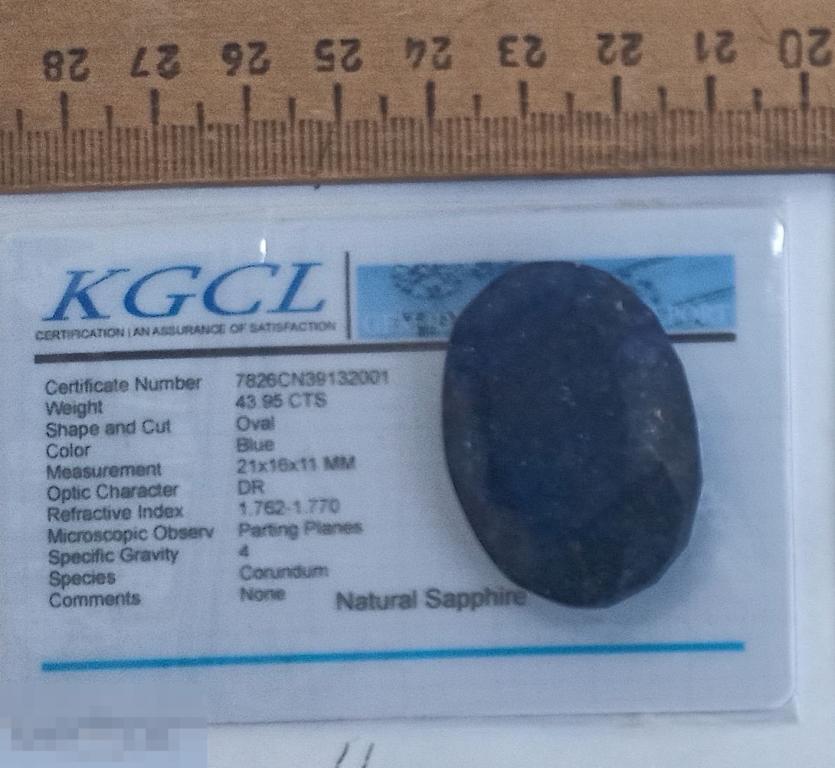 28 27 26 25 24 23 22 21 20
KGCL
CERTIFICATION | AN ASSURANCE OF SATISFACTION
Certificate Number 7826CN39132001
Weight 43.95 CTS
Shape and Cut Oval
Color Blue
Measurement 21x16x11 MM
Optic Character DR
Refractive Index 1.762-1.770
Microscopic Observ Parting Planes
Specific Gravity 4
Species Corundum
Comments None
Natural Sapphire